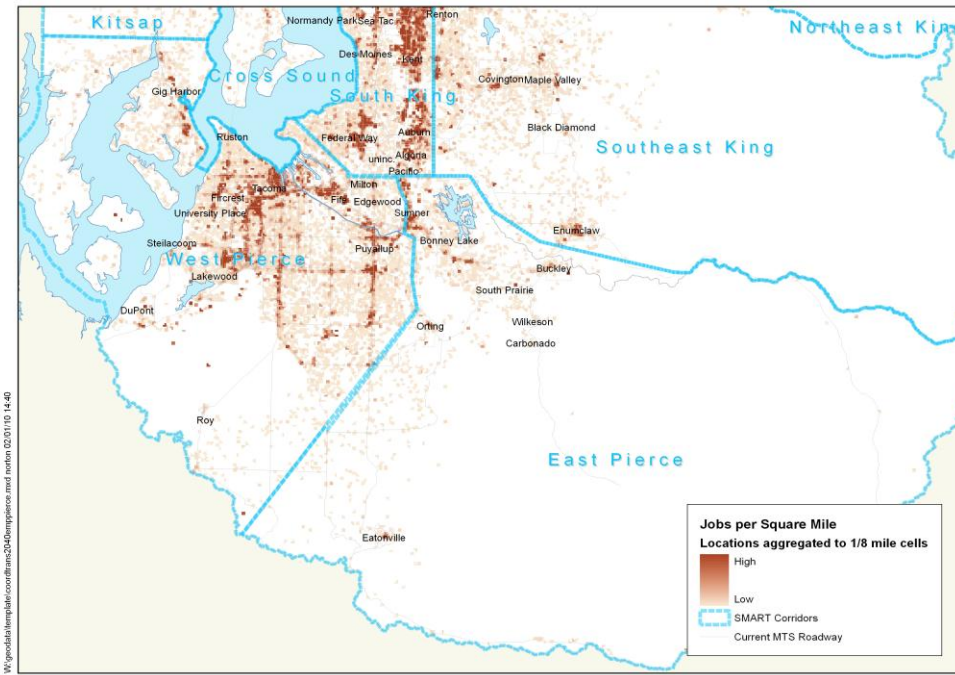 Kitsap
Normandy Park
Sea Tac
Renton
Northeast King
Des Moines
Kent
Cross Sound
South King
Covington
Maple Valley
Gig Harbor
Ruston
Federal Way
Auburn
Black Diamond
Southeast King
uninc.
Algona
Pacific
Tacoma
Milton
Fircrest
Fife
Edgewood
University Place
Sumner
Enumclaw
Steilacoom
Puyallup
Bonney Lake
West Pierce
Buckley
Lakewood
South Prairie
DuPont
Orting
Wilkeson
Carbonado
Roy
East Pierce
Eatonville
Jobs per Square Mile
Locations aggregated to 1/8 mile cells
High
Low
SMART Corridors
Current MTS Roadway